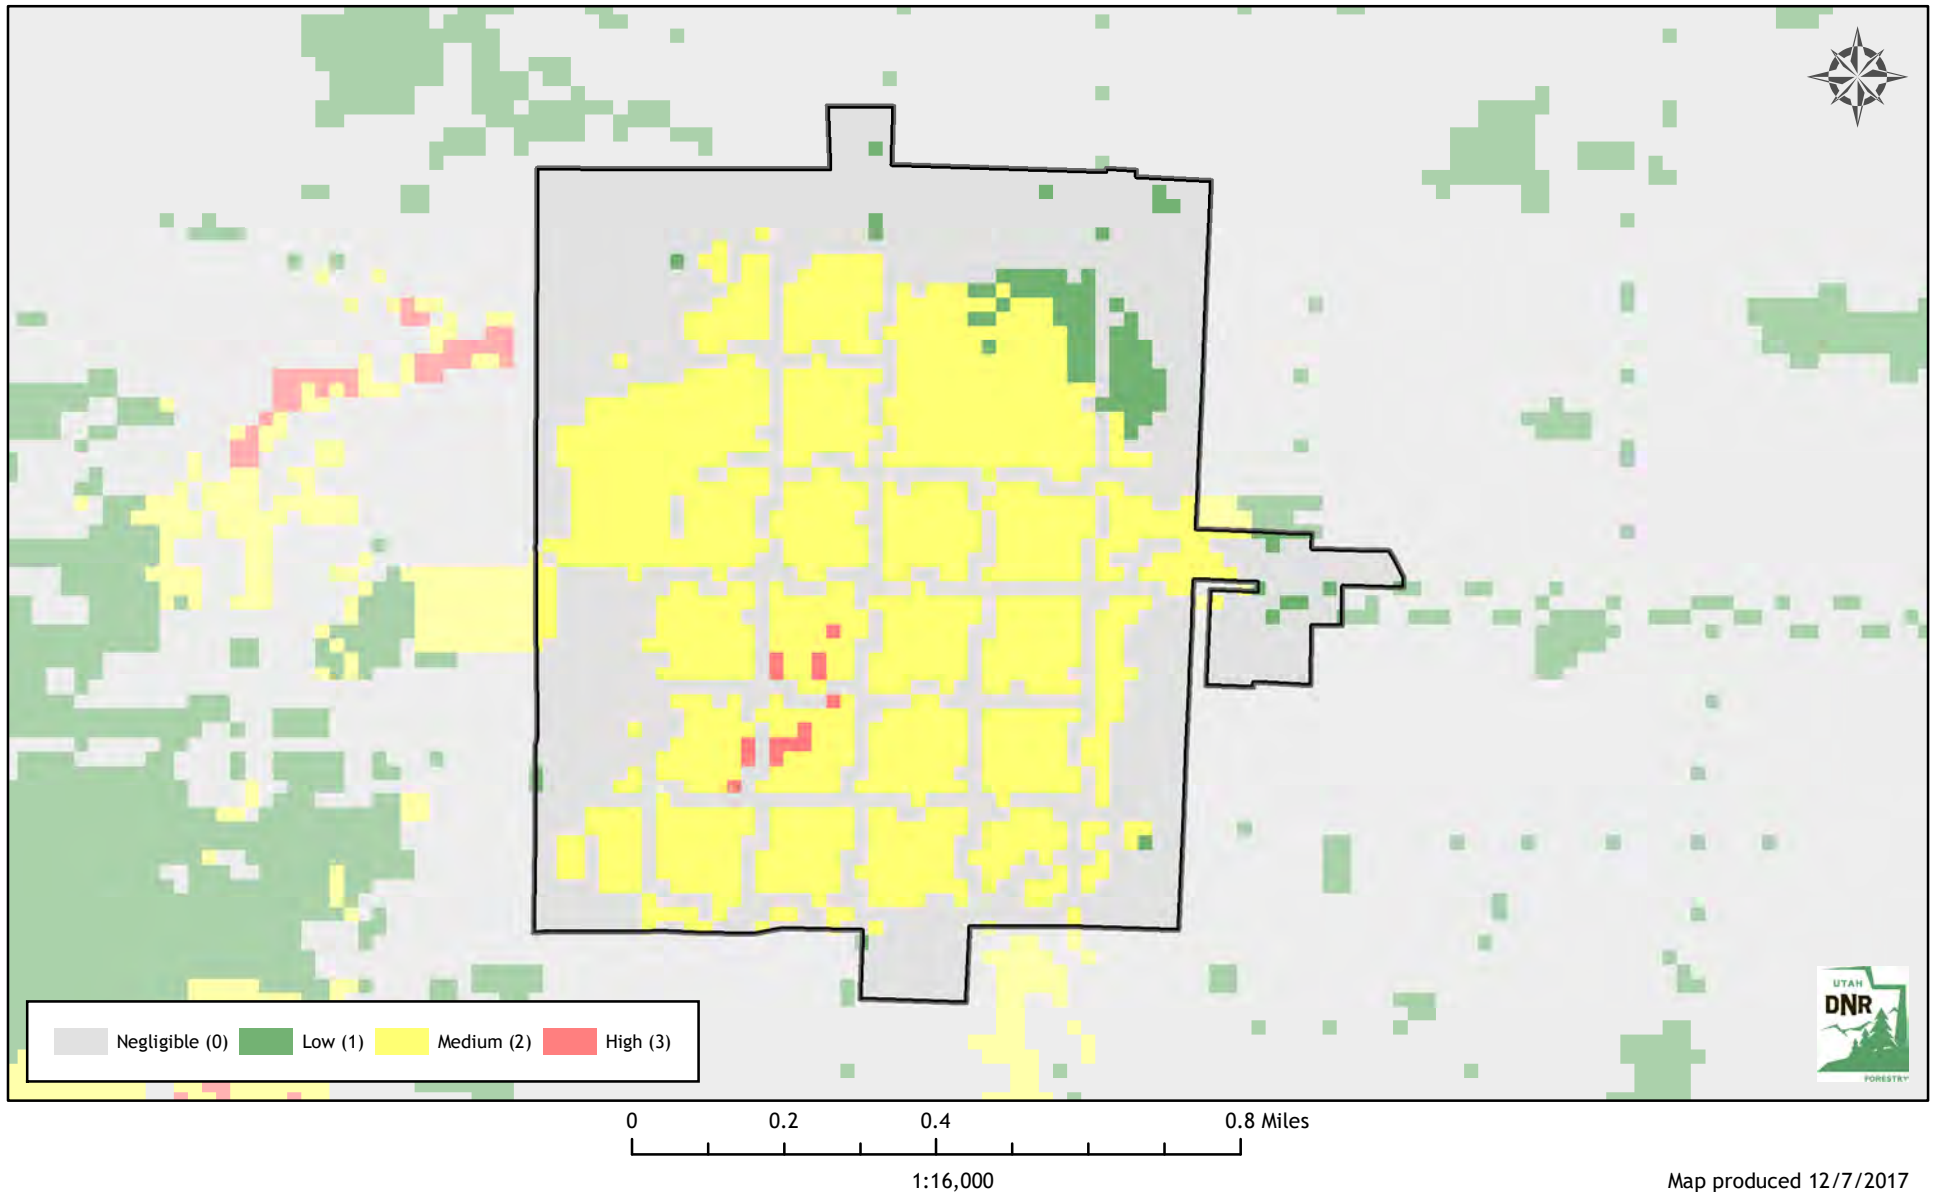 UTAH
DNR
FORESTRY
Negligible (0) Low (1) Medium (2) High (3)
0 0.2 0.4 0.8 Miles
1:16,000
Map produced 12/7/2017